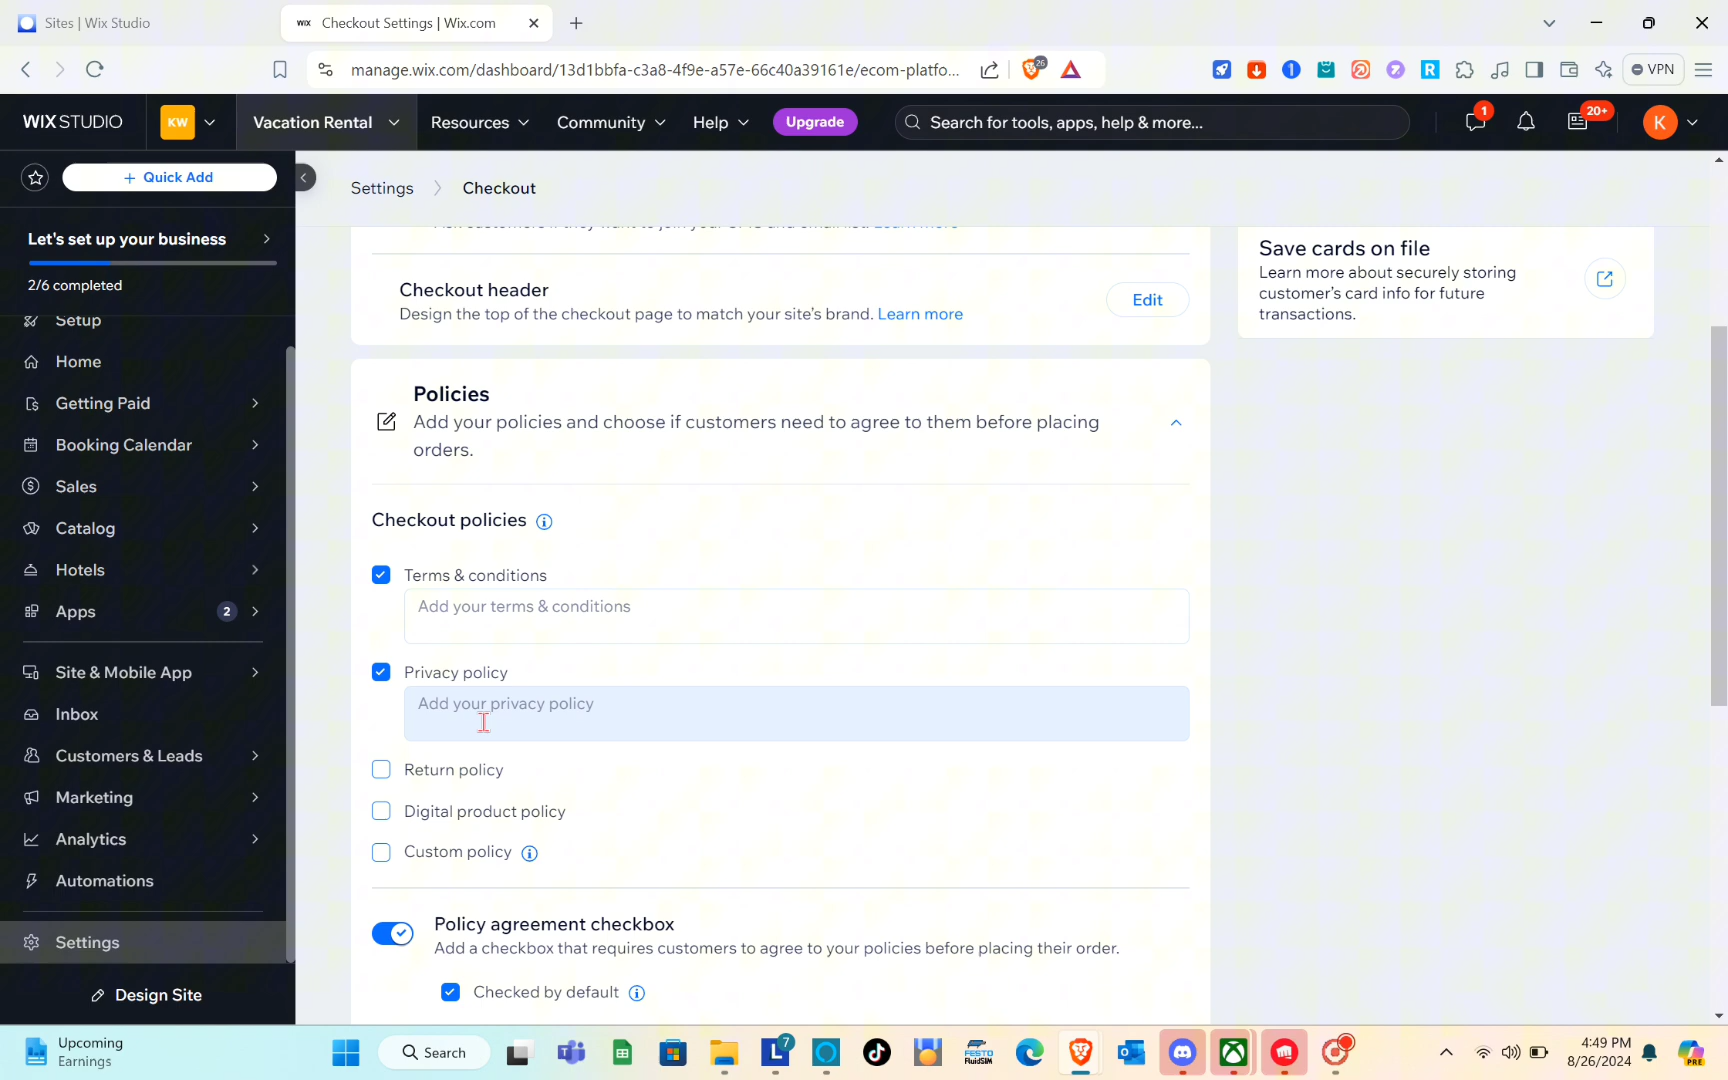 Sites | Wix Studio
WIX Checkout Settings | Wix.com
manage.wix.com/dashboard/13d1bbfa-c3a8-4f9e-a57e-66c40a39161e/ecom-platfo...
26
VPN
WIX STUDIO
KW
Vacation Rental
Resources
Community
Help
Upgrade
Search for tools, apps, help & more...
1
20+
K
+ Quick Add
Let's set up your business
2/6 completed
Setup
Home
Getting Paid
Booking Calendar
Sales
Catalog
Hotels
Apps 2
Site & Mobile App
Inbox
Customers & Leads
Marketing
Analytics
Automations
Settings
Design Site
Settings > Checkout
Checkout header
Design the top of the checkout page to match your site's brand. Learn more
Edit
Policies
Add your policies and choose if customers need to agree to them before placing
orders.
Checkout policies
Terms & conditions
Add your terms & conditions
Privacy policy
Add your privacy policy
Return policy
Digital product policy
Custom policy
Policy agreement checkbox
Add a checkbox that requires customers to agree to your policies before placing their order.
Checked by default
Save cards on file
Learn more about securely storing
customer's card info for future
transactions.
Upcoming
Earnings
Search
7
FESTO
FluidSIM
4:49 PM
8/26/2024
PRE